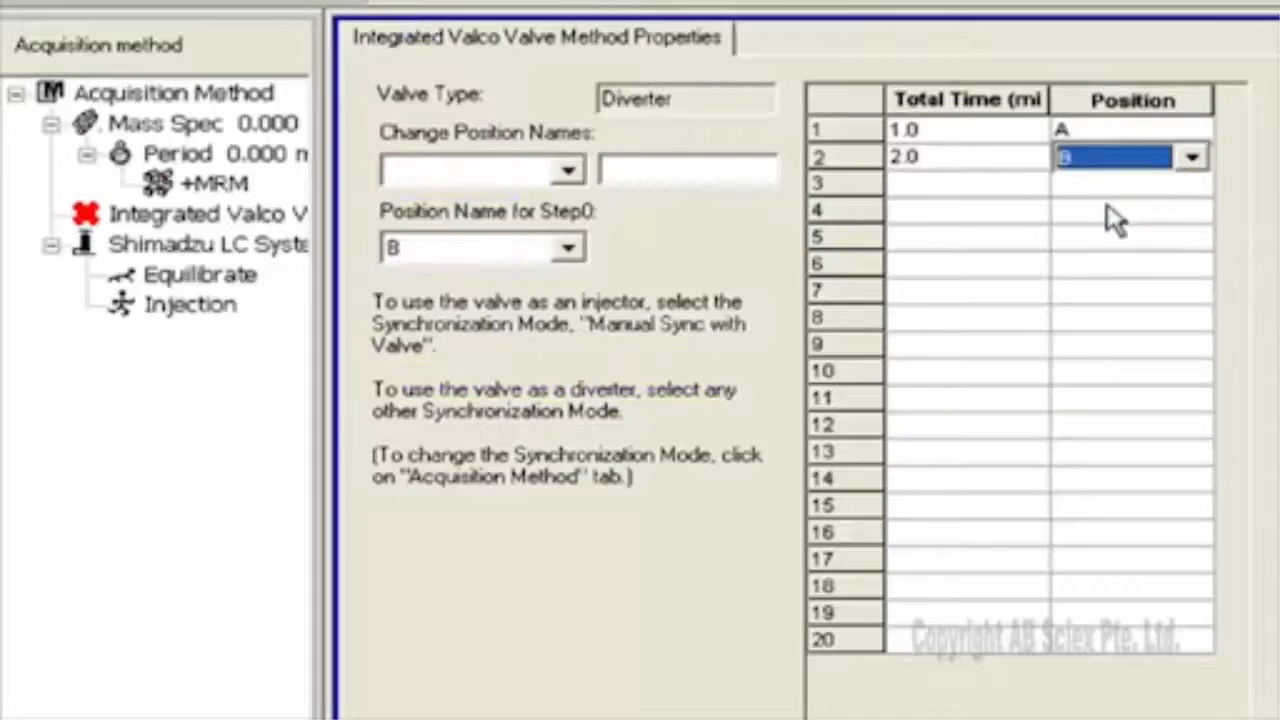 Acquisition method
Acquisition Method
Mass Spec 0.000
Period 0.000 m
+MRM
Integrated Valco V
Shimadzu LC Syste
Equilibrate
Injection
Integrated Valco Valve Method Properties
Valve Type:
Diverter
Change Position Names:
Position Name for Step0:
B
To use the valve as an injector, select the
Synchronization Mode, "Manual Sync with
Valve".
To use the valve as a diverter, select any
other Synchronization Mode.
(To change the Synchronization Mode, click
on "Acquisition Method" tab.)
Total Time (mi Position
1 1.0 A
2 2.0 B
3
4
5
6
7
8
9
10
11
12
13
14
15
16
17
18
19
20
Copyright AB Sciex Pte. Ltd.